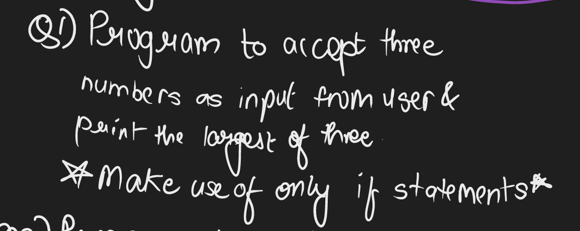 Q1) Program to accept three
numbers as input from user &
print the largest of three.
☆ Make use of only if statements ☆